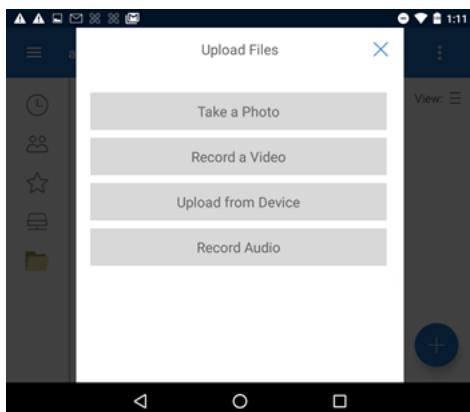 1:11
Upload Files
a
View:
Take a Photo
Record a Video
Upload from Device
Record Audio